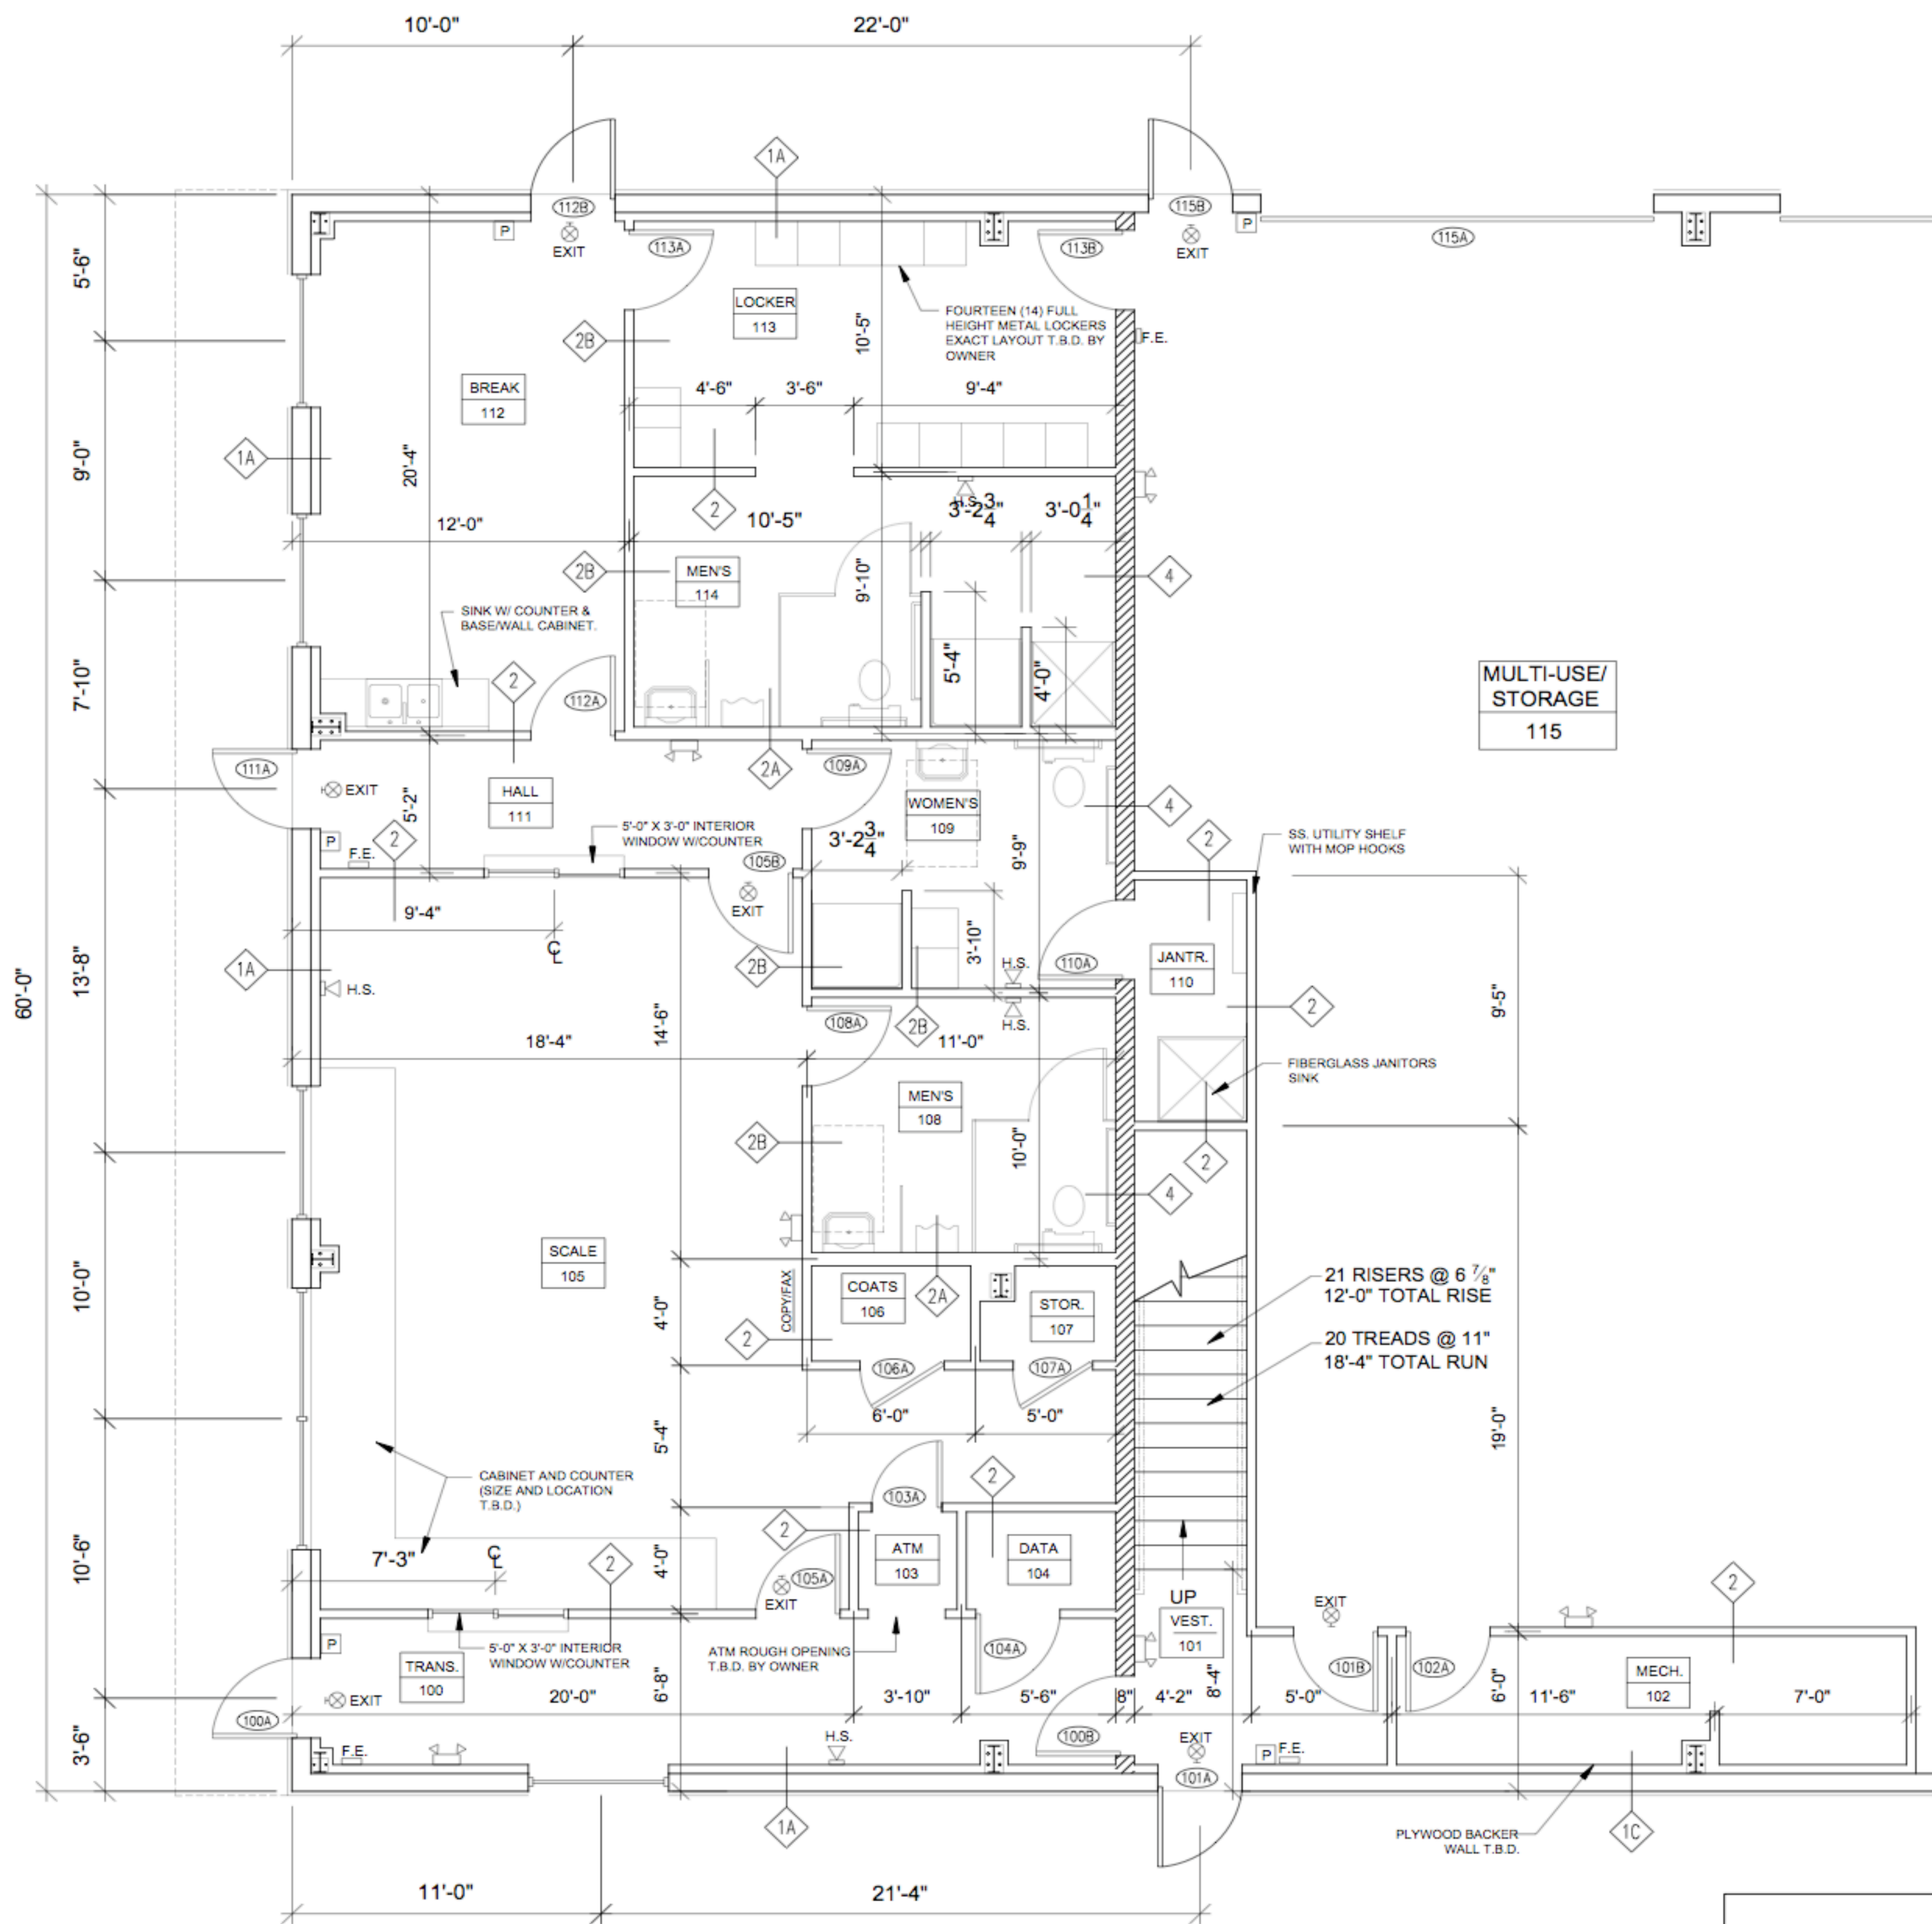 10'-0"
22'-0"
1A
112B
P
EXIT
115B
P
EXIT
113A
113B
115A
5'-6"
LOCKER
113
FOURTEEN (14) FULL
HEIGHT METAL LOCKERS
EXACT LAYOUT T.B.D. BY
OWNER
10'-5"
F.E.
2B
BREAK
112
4'-6"
3'-6"
9'-4"
9'-0"
1A
20'-4"
2
H.S.
12'-0"
10'-5"
3'-2 3/4"
3'-0 1/4"
2B
MEN'S
114
9'-10"
4
SINK W/ COUNTER &
BASE/WALL CABINET.
7'-10"
2
112A
5'-4"
4'-0"
MULTI-USE/
STORAGE
115
111A
EXIT
HALL
111
2A
109A
WOMEN'S
109
4
5'-2"
P
F.E.
2
5'-0" X 3'-0" INTERIOR
WINDOW W/COUNTER
105B
EXIT
3'-2 3/4"
9'-9"
2
SS. UTILITY SHELF
WITH MOP HOOKS
9'-4"
CL
60'-0"
13'-8"
1A
H.S.
2B
3'-10"
H.S.
110A
JANTR.
110
2
9'-5"
14'-6"
108A
2B
H.S.
18'-4"
11'-0"
FIBERGLASS JANITORS
SINK
MEN'S
108
2B
10'-0"
2
4
10'-0"
SCALE
105
COPY/FAX
COATS
106
2A
STOR.
107
21 RISERS @ 6 7/8"
12'-0" TOTAL RISE
4'-0"
2
20 TREADS @ 11"
18'-4" TOTAL RUN
106A
107A
6'-0"
5'-0"
5'-4"
19'-0"
CABINET AND COUNTER
(SIZE AND LOCATION
T.B.D.)
103A
2
2
10'-6"
7'-3"
CL
2
4'-0"
105A
EXIT
ATM
103
DATA
104
UP
VEST.
101
EXIT
2
P
5'-0" X 3'-0" INTERIOR
WINDOW W/COUNTER
ATM ROUGH OPENING
T.B.D. BY OWNER
104A
101B
102A
MECH.
102
TRANS.
100
EXIT
20'-0"
6'-8"
3'-10"
5'-6"
8"
4'-2"
8'-4"
5'-0"
6'-0"
11'-6"
7'-0"
100A
3'-6"
F.E.
H.S.
100B
EXIT
P
F.E.
101A
1A
PLYWOOD BACKER
WALL T.B.D.
1C
11'-0"
21'-4"